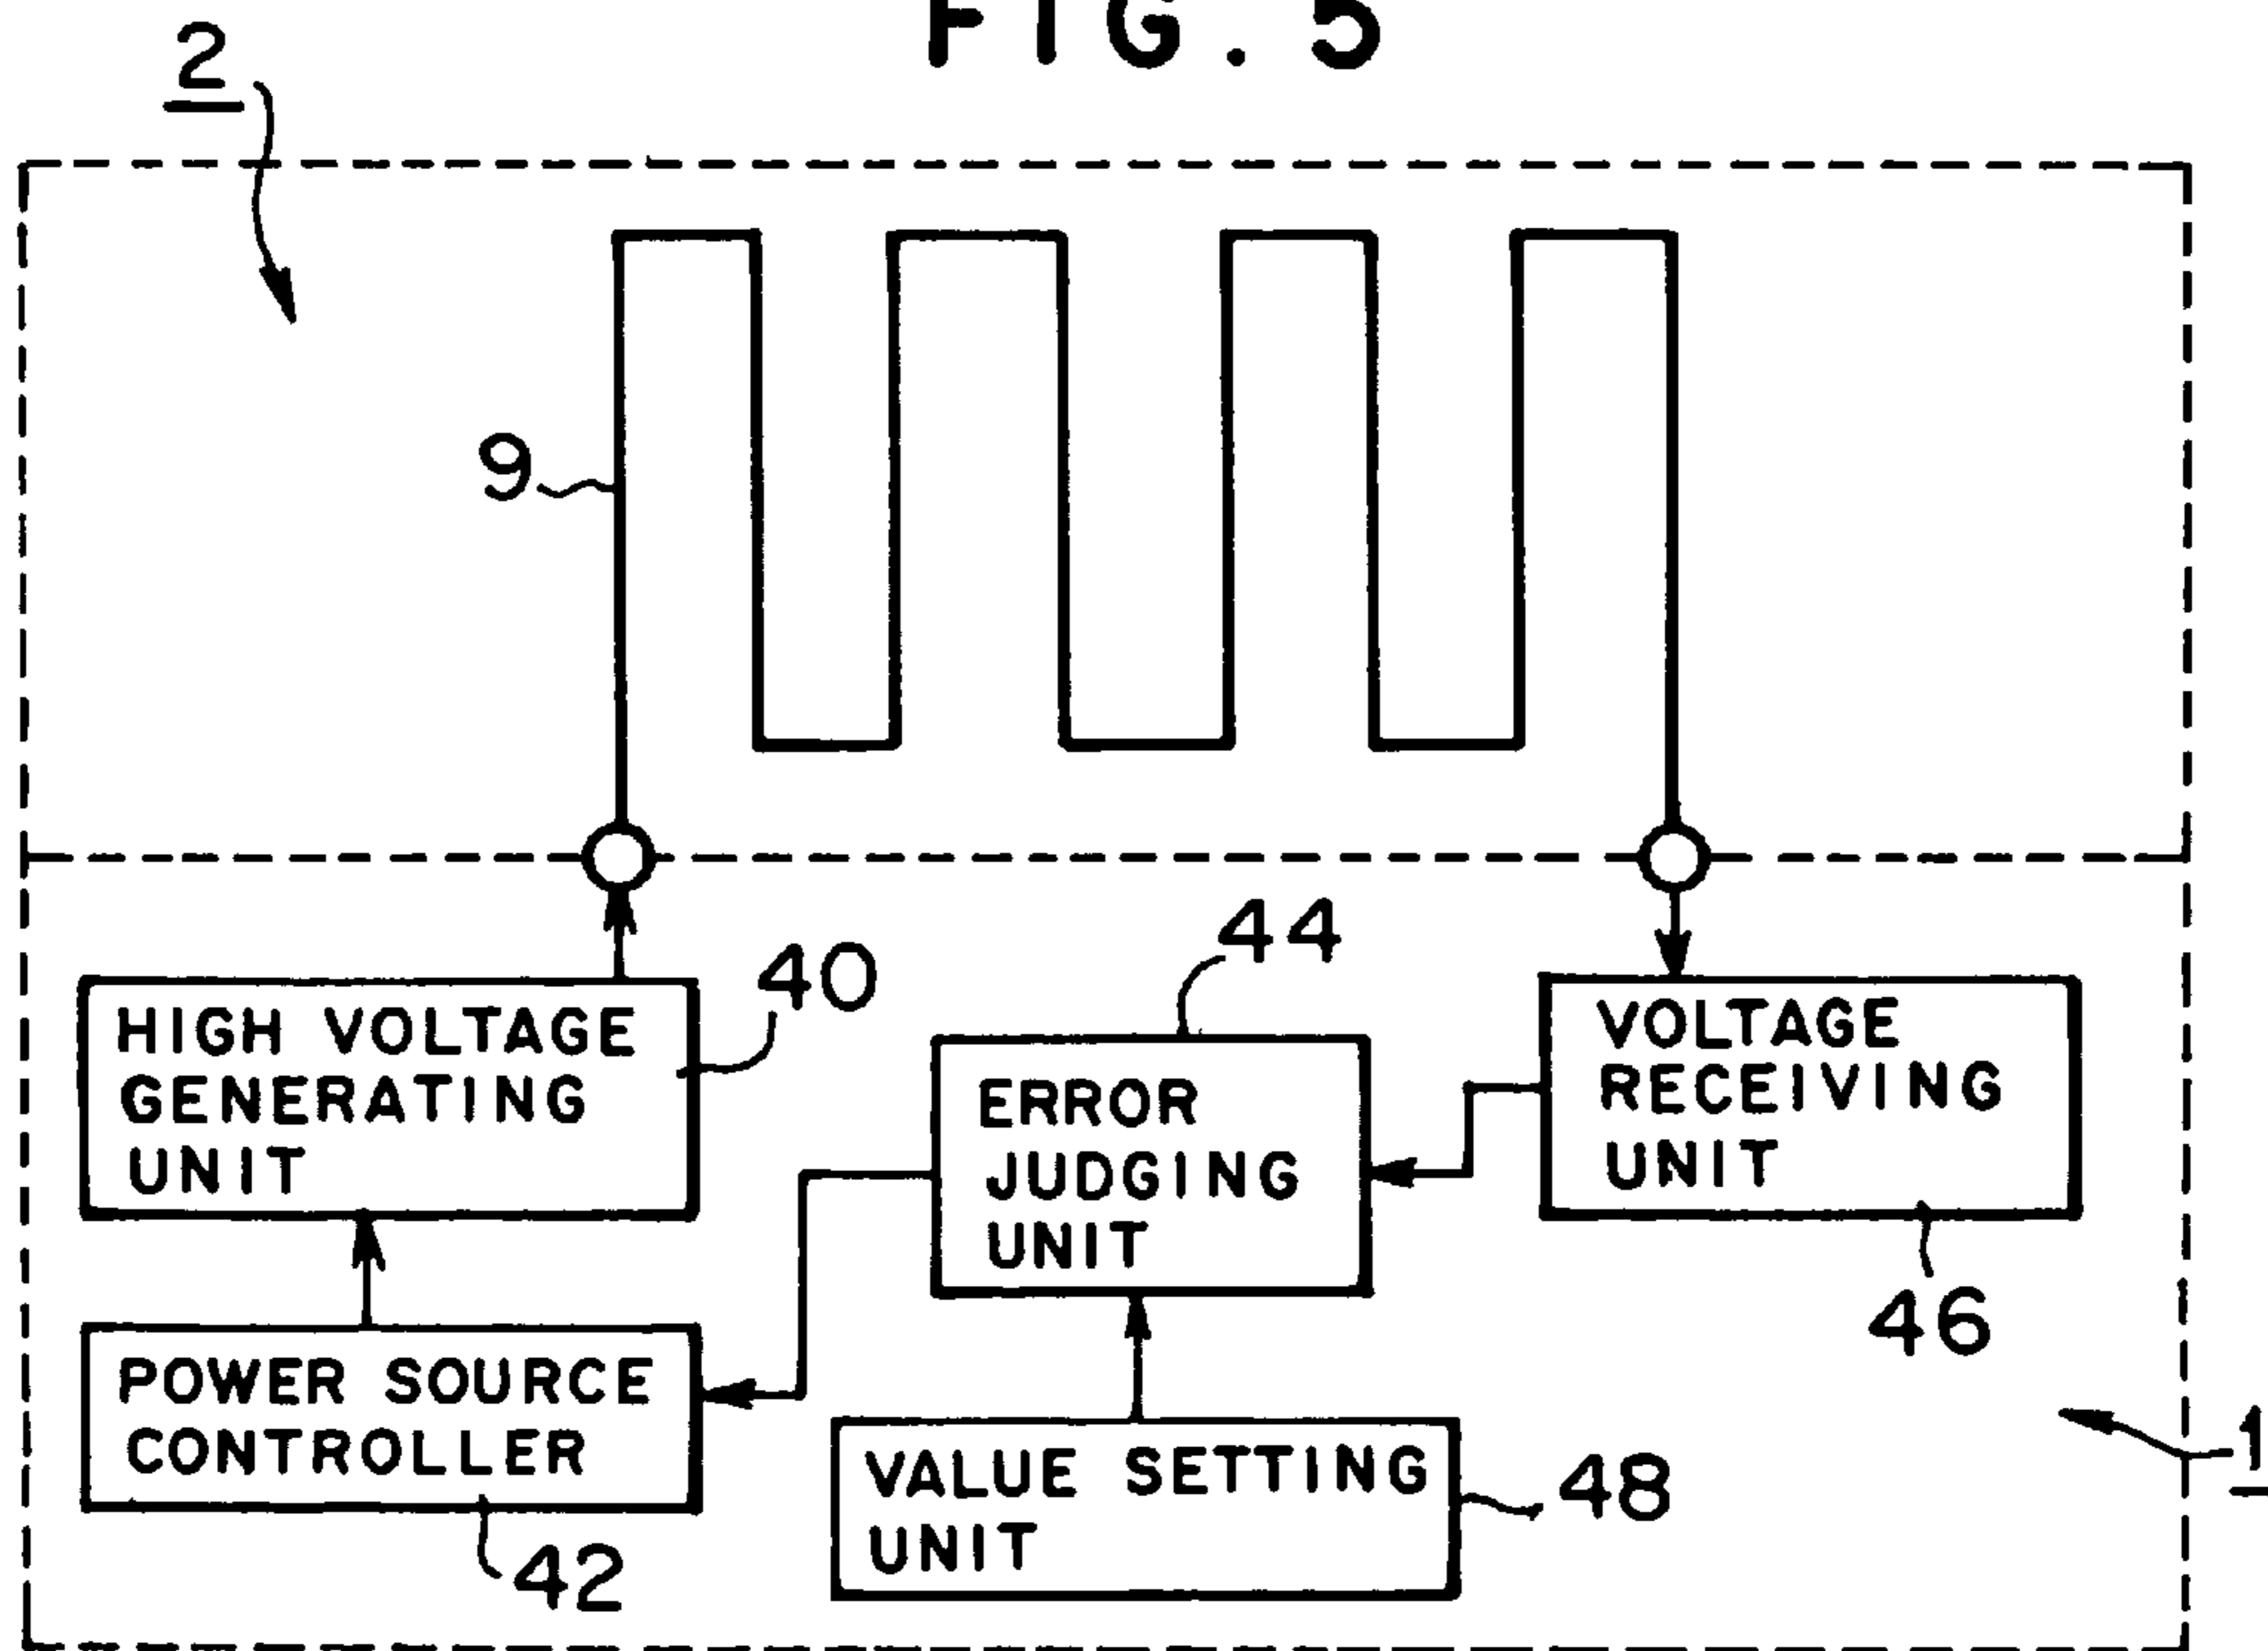 FIG.5
2
9
40
44
HIGH VOLTAGE
GENERATING
UNIT
ERROR
JUDGING
UNIT
VOLTAGE
RECEIVING
UNIT
46
POWER SOURCE
CONTROLLER
42
VALUE SETTING
UNIT
48
1